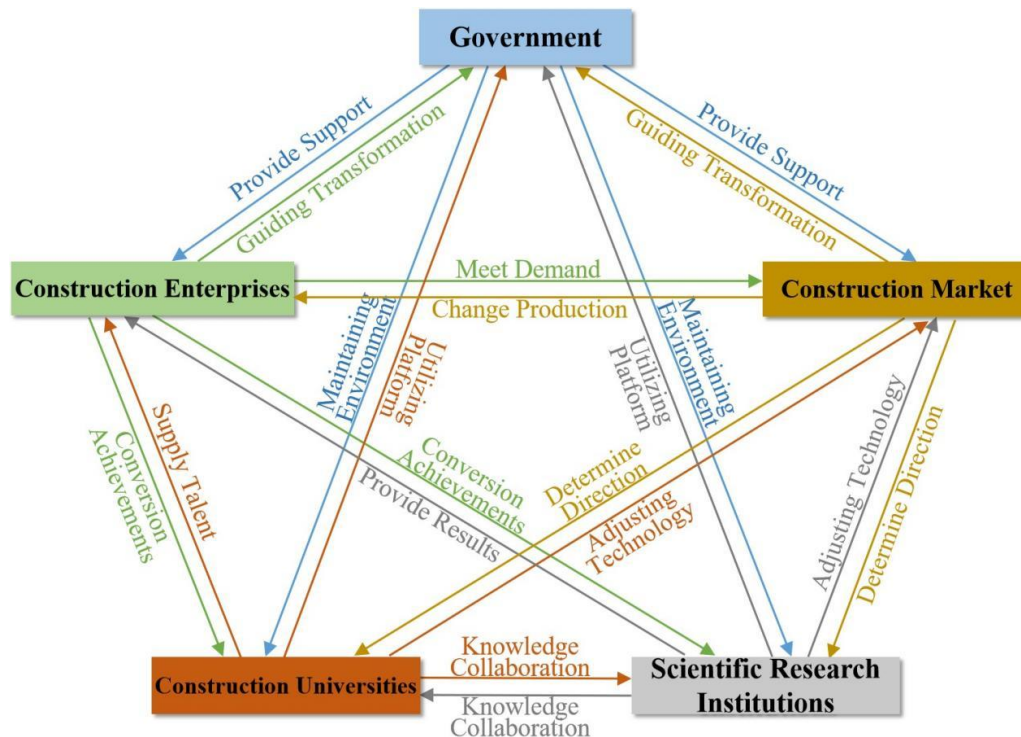 Government
Provide Support
Guiding Transformation
Provide Support
Guiding Transformation
Construction Enterprises
Meet Demand
Change Production
Construction Market
Maintaining
Environment
Utilizing
Platform
Utilizing
Platform
Maintaining
Environment
Conversion
Achievements
Supply Talent
Conversion
Achievements
Provide Results
Determine
Direction
Adjusting
Technology
Adjusting Technology
Determine Direction
Construction Universities
Knowledge
Collaboration
Knowledge
Collaboration
Scientific Research
Institutions